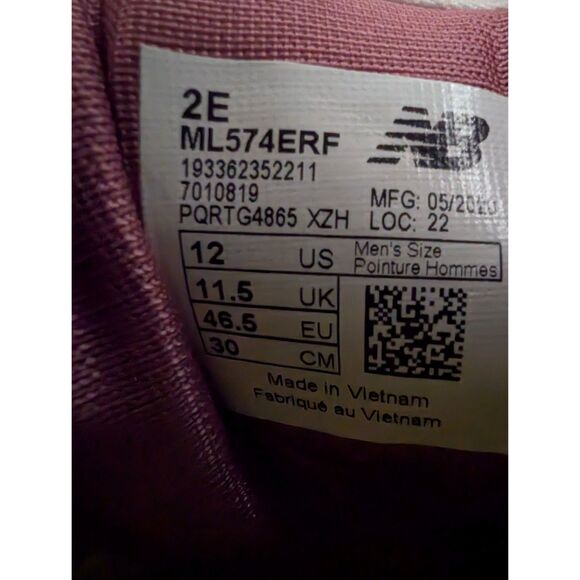 2E
ML574ERF
193362352211
7010819
PQRTG4865 XZH
NB
MFG: 05/2020
LOC: 22
12 US
11.5 UK
46.5 EU
30 CM
Men's Size
Pointure Hommes
Made in Vietnam
Fabriqué au Vietnam